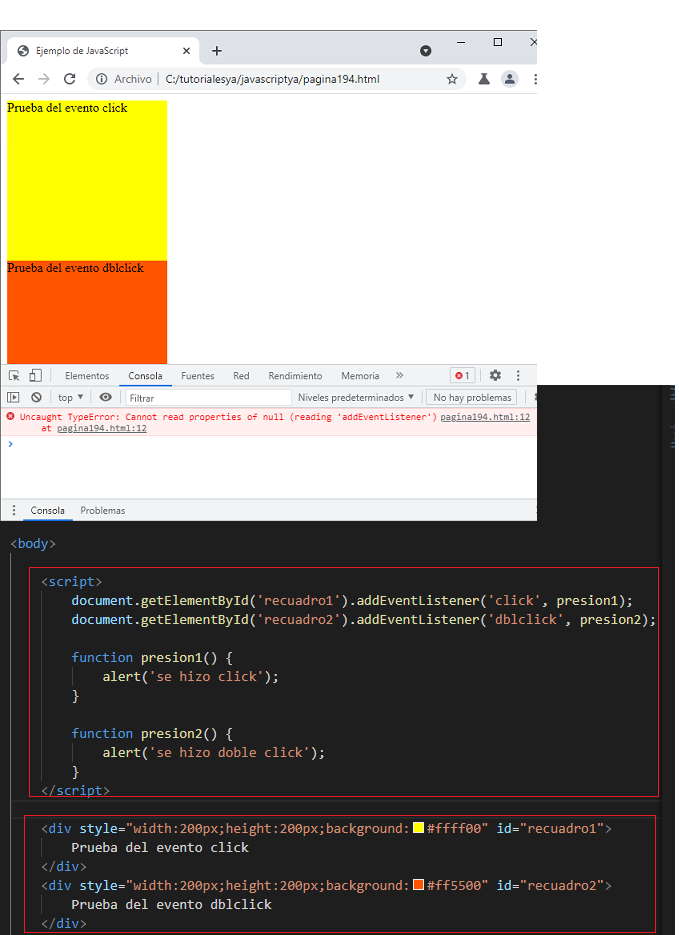 Ejemplo de JavaScript
Archivo | C:/tutorialesya/javascriptya/pagina194.html
Prueba del evento click
Prueba del evento dblclick
Elementos Consola Fuentes Red Rendimiento Memoria » 1
top ▼ Filtrar Niveles predeterminados ▼ No hay problemas
Uncaught TypeError: Cannot read properties of null (reading 'addEventListener') pagina194.html:12
at pagina194.html:12
Consola Problemas
<body>
<script>
document.getElementById('recuadro1').addEventListener('click', presion1);
document.getElementById('recuadro2').addEventListener('dblclick', presion2);
function presion1() {
alert('se hizo click');
}
function presion2() {
alert('se hizo doble click');
}
</script>
<div style="width:200px;height:200px;background:#ffff00" id="recuadro1">
Prueba del evento click
</div>
<div style="width:200px;height:200px;background:#ff5500" id="recuadro2">
Prueba del evento dblclick
</div>